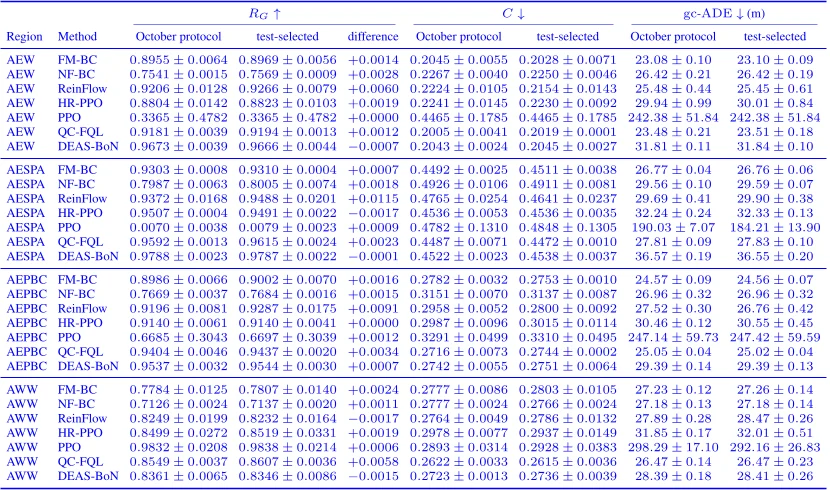 R_G ↑ C ↓ gc-ADE ↓ (m)
Region Method October protocol test-selected difference October protocol test-selected October protocol test-selected
AEW FM-BC 0.8955 ± 0.0064 0.8969 ± 0.0056 +0.0014 0.2045 ± 0.0055 0.2028 ± 0.0071 23.08 ± 0.10 23.10 ± 0.09
AEW NF-BC 0.7541 ± 0.0015 0.7569 ± 0.0009 +0.0028 0.2267 ± 0.0040 0.2250 ± 0.0046 26.42 ± 0.21 26.42 ± 0.19
AEW ReinFlow 0.9206 ± 0.0128 0.9266 ± 0.0079 +0.0060 0.2224 ± 0.0105 0.2154 ± 0.0143 25.48 ± 0.44 25.45 ± 0.61
AEW HR-PPO 0.8804 ± 0.0142 0.8823 ± 0.0103 +0.0019 0.2241 ± 0.0145 0.2230 ± 0.0092 29.94 ± 0.99 30.01 ± 0.84
AEW PPO 0.3365 ± 0.4782 0.3365 ± 0.4782 +0.0000 0.4465 ± 0.1785 0.4465 ± 0.1785 242.38 ± 51.84 242.38 ± 51.84
AEW QC-FQL 0.9181 ± 0.0039 0.9194 ± 0.0013 +0.0012 0.2005 ± 0.0041 0.2019 ± 0.0001 23.48 ± 0.21 23.51 ± 0.18
AEW DEAS-BoN 0.9673 ± 0.0039 0.9666 ± 0.0044 −0.0007 0.2043 ± 0.0024 0.2045 ± 0.0027 31.81 ± 0.11 31.84 ± 0.10
AESPA FM-BC 0.9303 ± 0.0008 0.9310 ± 0.0004 +0.0007 0.4492 ± 0.0025 0.4511 ± 0.0038 26.77 ± 0.04 26.76 ± 0.06
AESPA NF-BC 0.7987 ± 0.0063 0.8005 ± 0.0074 +0.0018 0.4926 ± 0.0106 0.4911 ± 0.0081 29.56 ± 0.10 29.59 ± 0.07
AESPA ReinFlow 0.9372 ± 0.0168 0.9488 ± 0.0201 +0.0115 0.4765 ± 0.0254 0.4641 ± 0.0237 29.69 ± 0.41 29.90 ± 0.38
AESPA HR-PPO 0.9507 ± 0.0004 0.9491 ± 0.0022 −0.0017 0.4536 ± 0.0053 0.4536 ± 0.0035 32.24 ± 0.24 32.33 ± 0.13
AESPA PPO 0.0070 ± 0.0038 0.0079 ± 0.0023 +0.0009 0.4782 ± 0.1310 0.4848 ± 0.1305 190.03 ± 7.07 184.21 ± 13.90
AESPA QC-FQL 0.9592 ± 0.0013 0.9615 ± 0.0024 +0.0023 0.4487 ± 0.0071 0.4472 ± 0.0010 27.81 ± 0.09 27.83 ± 0.10
AESPA DEAS-BoN 0.9788 ± 0.0023 0.9787 ± 0.0022 −0.0001 0.4522 ± 0.0023 0.4538 ± 0.0037 36.57 ± 0.19 36.55 ± 0.20
AEPBC FM-BC 0.8986 ± 0.0066 0.9002 ± 0.0070 +0.0016 0.2782 ± 0.0032 0.2753 ± 0.0010 24.57 ± 0.09 24.56 ± 0.07
AEPBC NF-BC 0.7669 ± 0.0037 0.7684 ± 0.0016 +0.0015 0.3151 ± 0.0070 0.3137 ± 0.0087 26.96 ± 0.32 26.96 ± 0.32
AEPBC ReinFlow 0.9196 ± 0.0081 0.9287 ± 0.0175 +0.0091 0.2958 ± 0.0052 0.2800 ± 0.0092 27.52 ± 0.30 26.76 ± 0.42
AEPBC HR-PPO 0.9140 ± 0.0061 0.9140 ± 0.0041 +0.0000 0.2987 ± 0.0096 0.3015 ± 0.0114 30.46 ± 0.12 30.55 ± 0.45
AEPBC PPO 0.6685 ± 0.3043 0.6697 ± 0.3039 +0.0012 0.3291 ± 0.0499 0.3310 ± 0.0495 247.14 ± 59.73 247.42 ± 59.59
AEPBC QC-FQL 0.9404 ± 0.0046 0.9437 ± 0.0020 +0.0034 0.2716 ± 0.0073 0.2744 ± 0.0002 25.05 ± 0.04 25.02 ± 0.04
AEPBC DEAS-BoN 0.9537 ± 0.0032 0.9544 ± 0.0030 +0.0007 0.2742 ± 0.0055 0.2751 ± 0.0064 29.39 ± 0.14 29.39 ± 0.13
AWW FM-BC 0.7784 ± 0.0125 0.7807 ± 0.0140 +0.0024 0.2777 ± 0.0086 0.2803 ± 0.0105 27.23 ± 0.12 27.26 ± 0.14
AWW NF-BC 0.7126 ± 0.0024 0.7137 ± 0.0020 +0.0011 0.2777 ± 0.0024 0.2766 ± 0.0024 27.18 ± 0.13 27.18 ± 0.14
AWW ReinFlow 0.8249 ± 0.0199 0.8232 ± 0.0164 −0.0017 0.2764 ± 0.0049 0.2786 ± 0.0132 27.89 ± 0.28 28.47 ± 0.26
AWW HR-PPO 0.8499 ± 0.0272 0.8519 ± 0.0331 +0.0019 0.2978 ± 0.0077 0.2937 ± 0.0149 31.85 ± 0.17 32.01 ± 0.51
AWW PPO 0.9832 ± 0.0208 0.9838 ± 0.0214 +0.0006 0.2893 ± 0.0314 0.2928 ± 0.0383 298.29 ± 17.10 292.16 ± 26.83
AWW QC-FQL 0.8549 ± 0.0037 0.8607 ± 0.0036 +0.0058 0.2622 ± 0.0033 0.2615 ± 0.0036 26.47 ± 0.14 26.47 ± 0.23
AWW DEAS-BoN 0.8361 ± 0.0065 0.8346 ± 0.0086 −0.0015 0.2723 ± 0.0013 0.2736 ± 0.0039 28.39 ± 0.18 28.41 ± 0.26